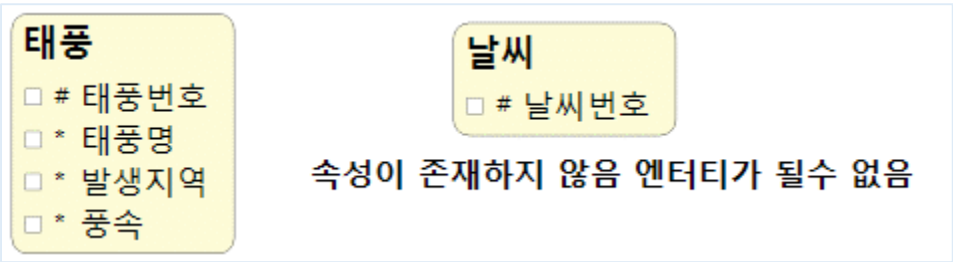 태풍
# 태풍번호
* 태풍명
* 발생지역
* 풍속
날씨
# 날씨번호
속성이 존재하지 않음 엔터티가 될수 없음